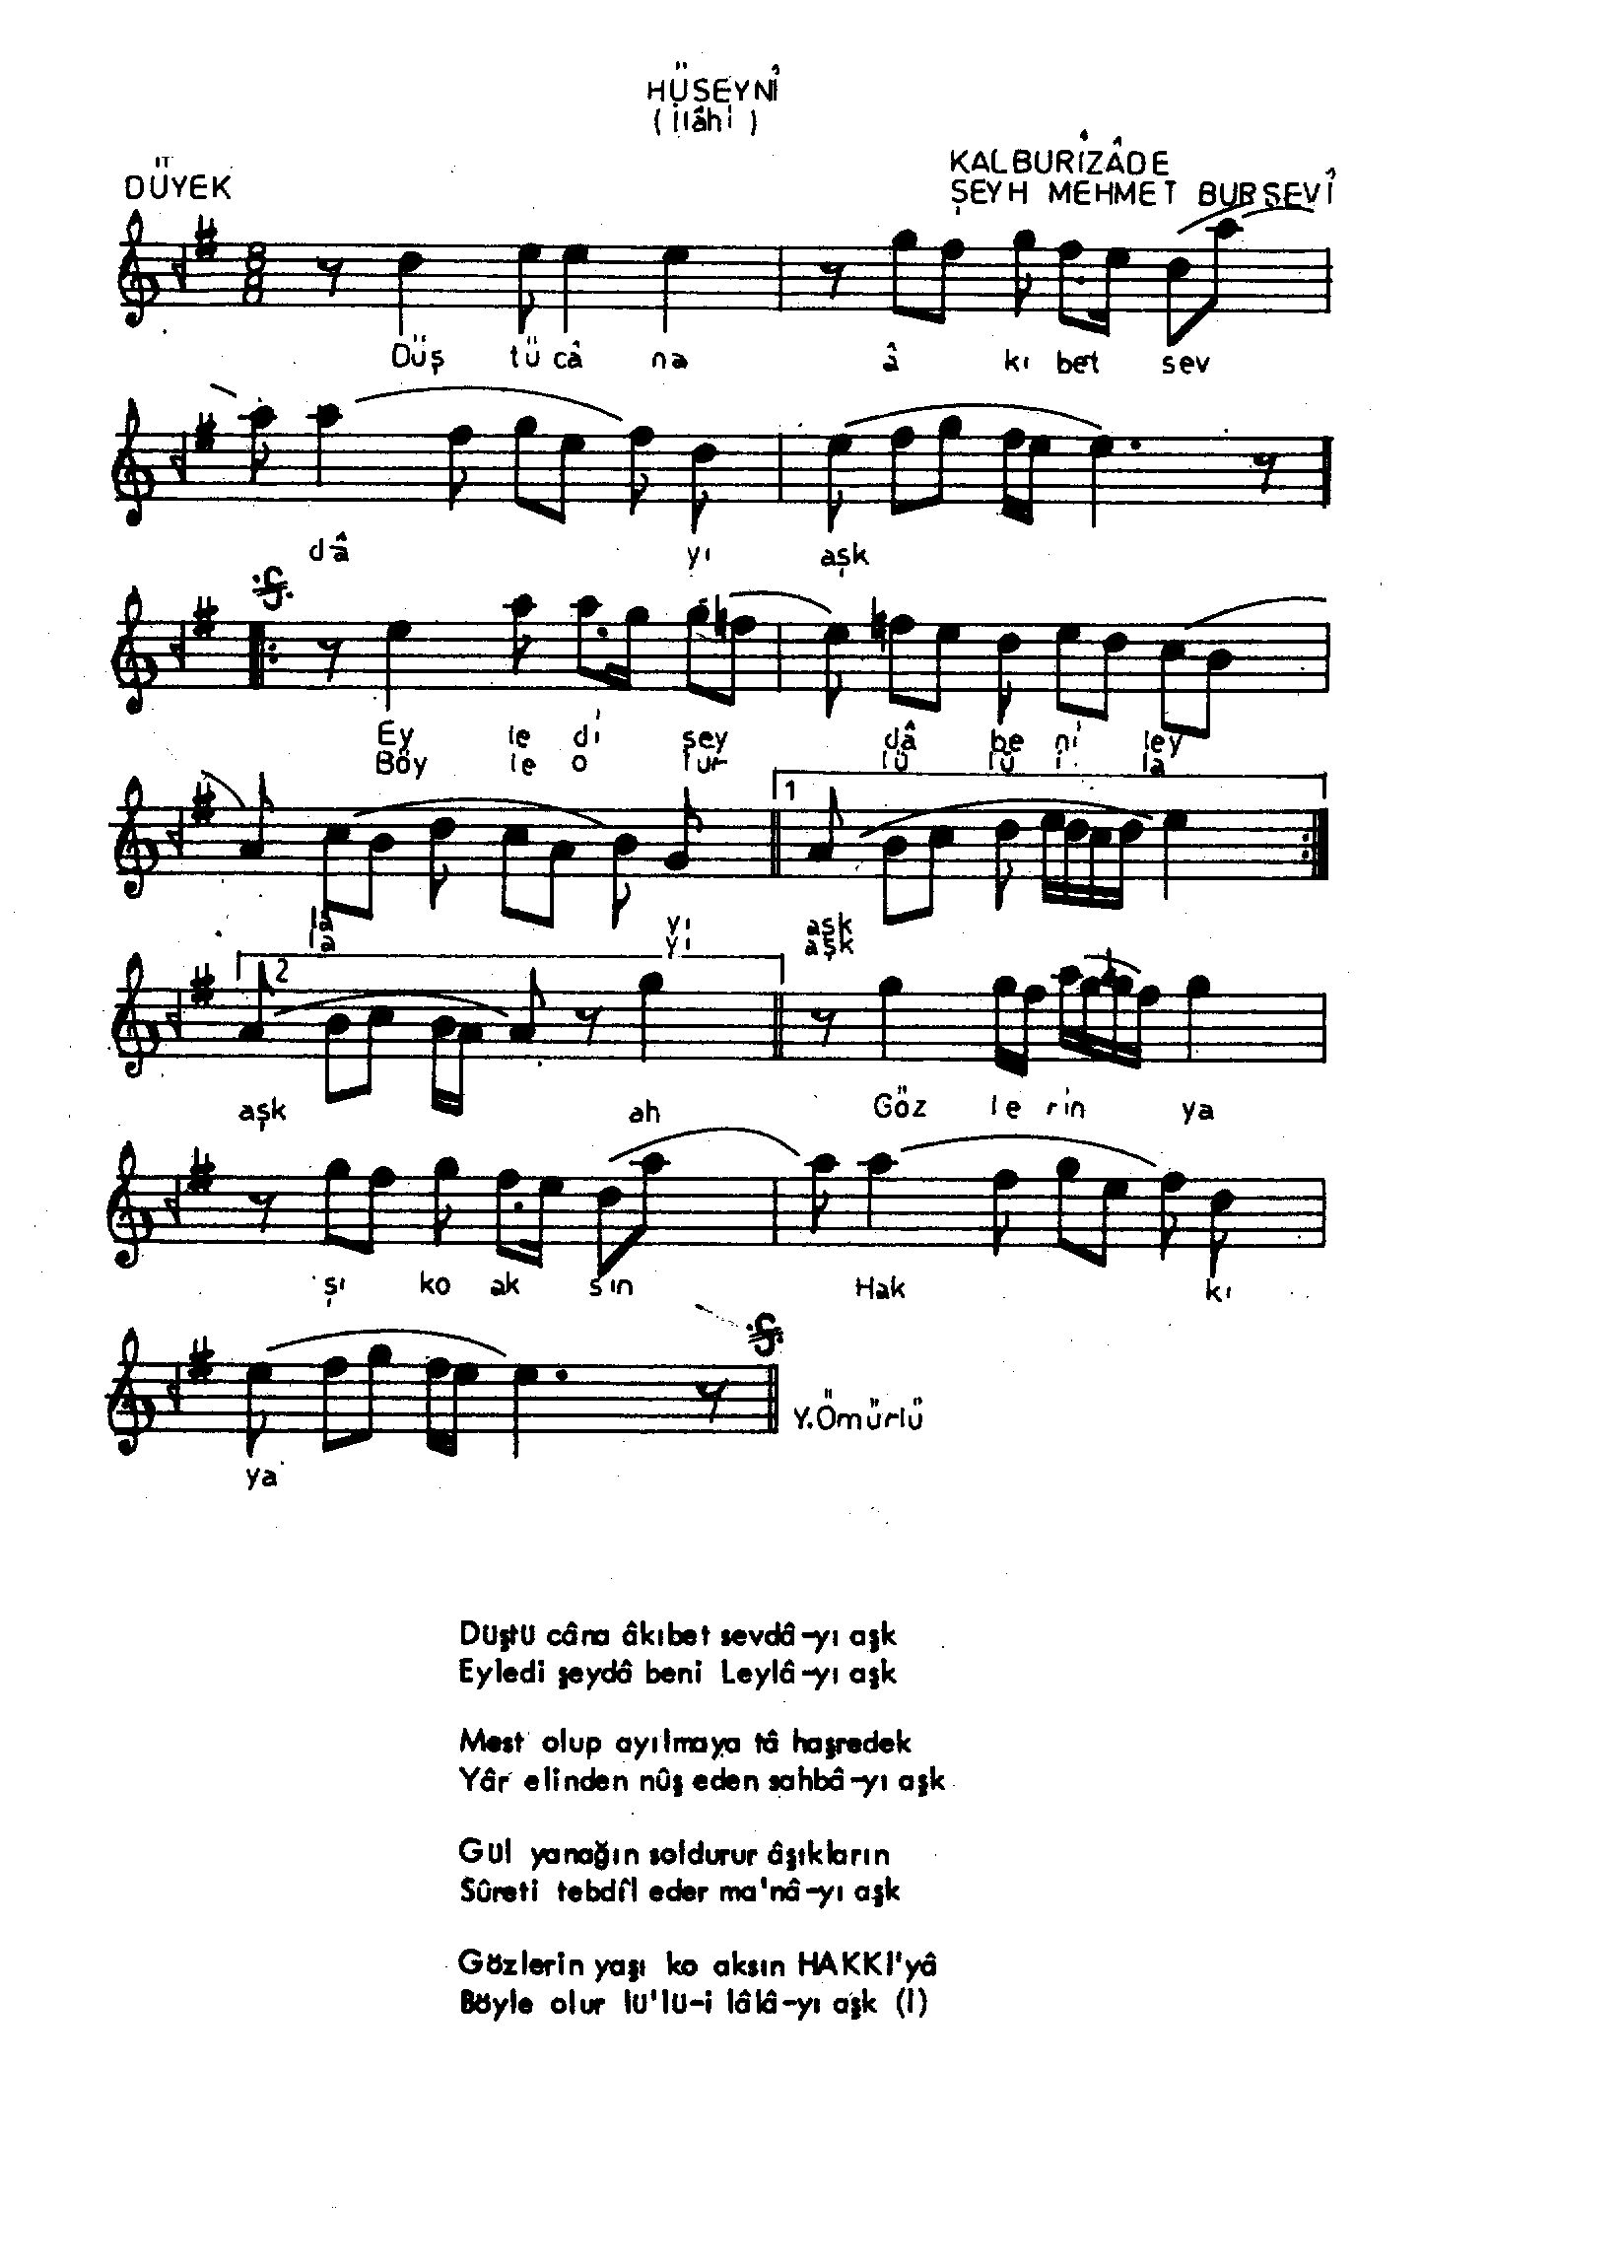 HÜSEYNÎ
(İlâhi)
DÜYEK
KALBURİZÂDE
ŞEYH MEHMET BURSEVÎ
8
4
Düş tü câ na â kı bet sev
dâ yı aşk
Ey le di şey dâ be ni ley
Böy le o lur lü lü i la
1
lâ yı aşk
la yı aşk
2
aşk ah Göz le rin ya
şı ko ak sın Hak kı
ya
Y.Ömürlü
Düştü câna âkıbet sevdâ-yı aşk
Eyledi şeydâ beni Leylâ-yı aşk
Mest olup ayılmaya tâ haşredek
Yâr elinden nûş eden sahbâ-yı aşk
Gül yanağın soldurur âşıkların
Sûreti tebdîl eder ma'nâ-yı aşk
Gözlerin yaşı ko aksın HAKKI'yâ
Böyle olur lü'lü-i lâlâ-yı aşk (I)